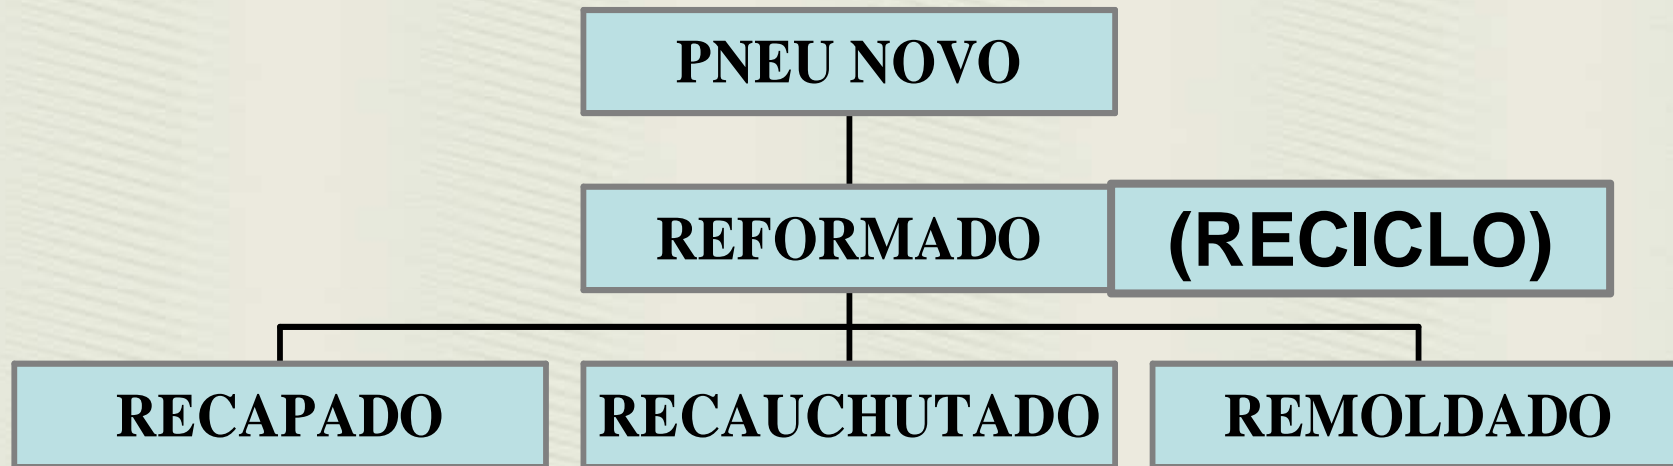 PNEU NOVO
REFORMADO
(RECICLO)
RECAPADO
RECAUCHUTADO
REMOLDADO